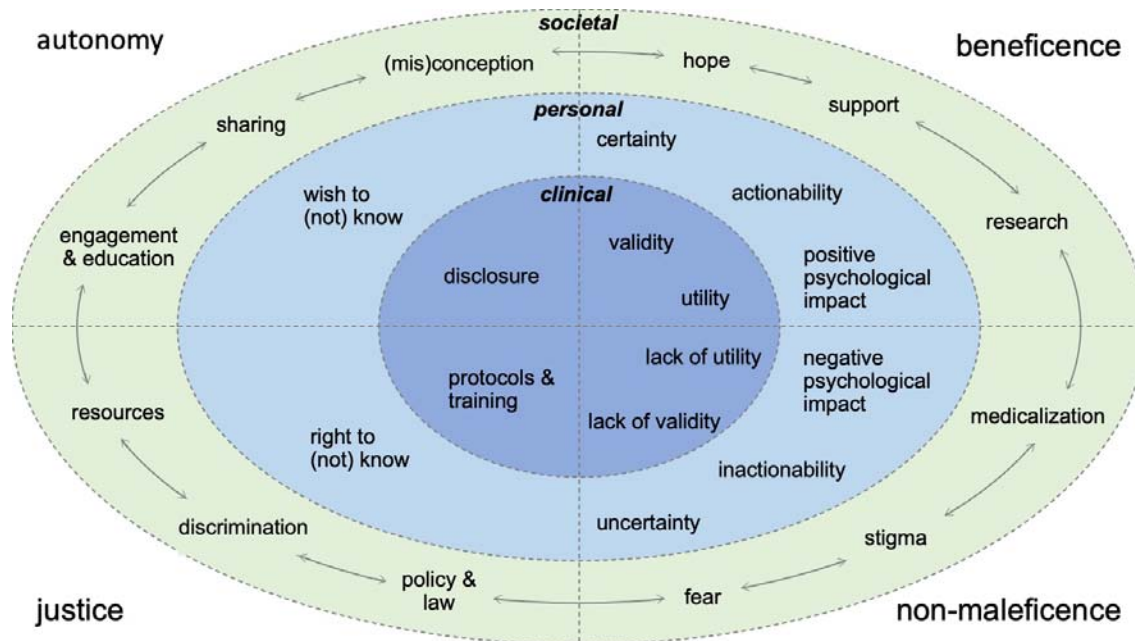 societal
autonomy
beneficence
(mis)conception
hope
sharing
support
personal
certainty
wish to
(not) know
actionability
clinical
engagement
& education
research
validity
disclosure
positive
psychological
impact
utility
lack of utility
negative
psychological
impact
protocols &
training
resources
medicalization
lack of validity
right to
(not) know
inactionability
discrimination
uncertainty
stigma
policy &
law
fear
justice
non-maleficence